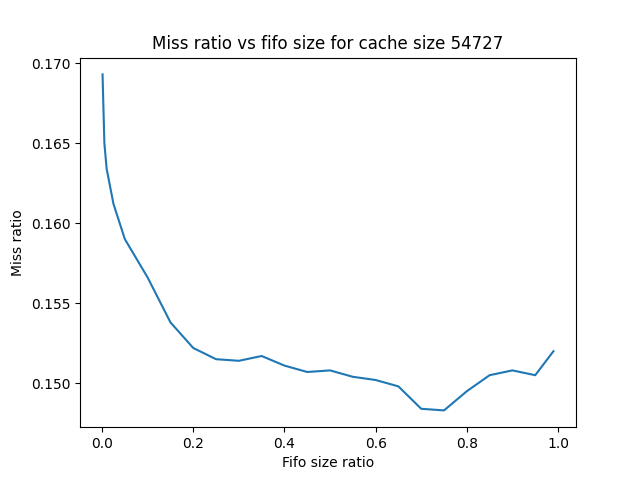 Miss ratio vs fifo size for cache size 54727
0.170
0.165
0.160
0.155
0.150
Miss ratio
0.0 0.2 0.4 0.6 0.8 1.0
Fifo size ratio